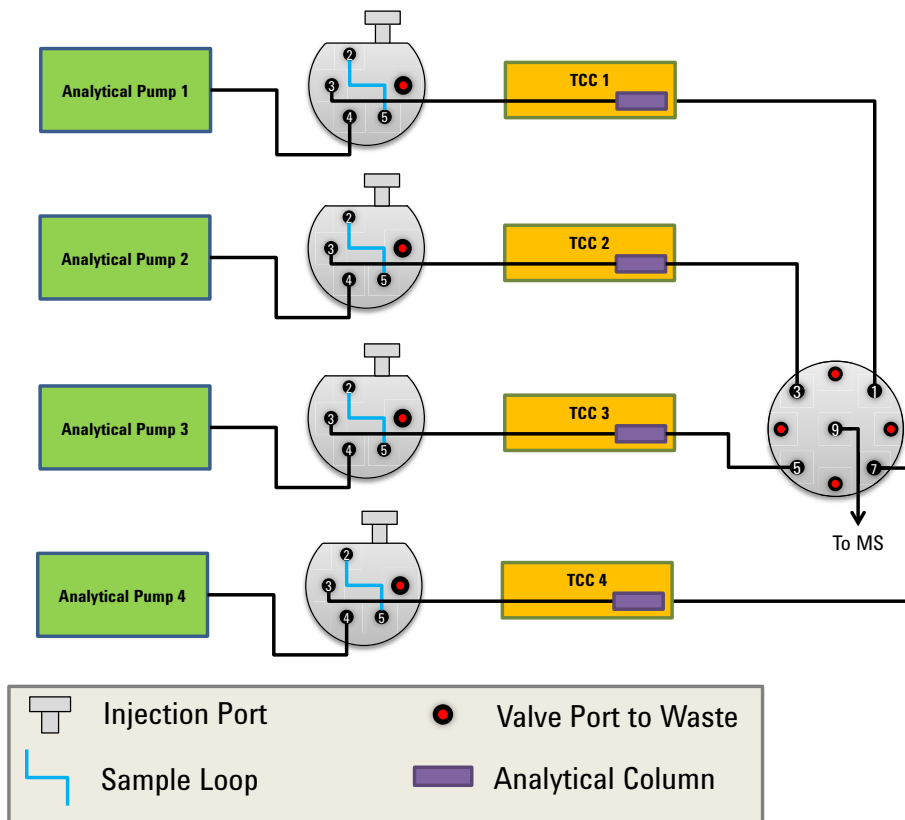 Analytical Pump 1
2
3
4
5
TCC 1
Analytical Pump 2
2
3
4
5
TCC 2
Analytical Pump 3
2
3
4
5
TCC 3
3
1
9
5
7
To MS
Analytical Pump 4
2
3
4
5
TCC 4
Injection Port
Valve Port to Waste
Sample Loop
Analytical Column